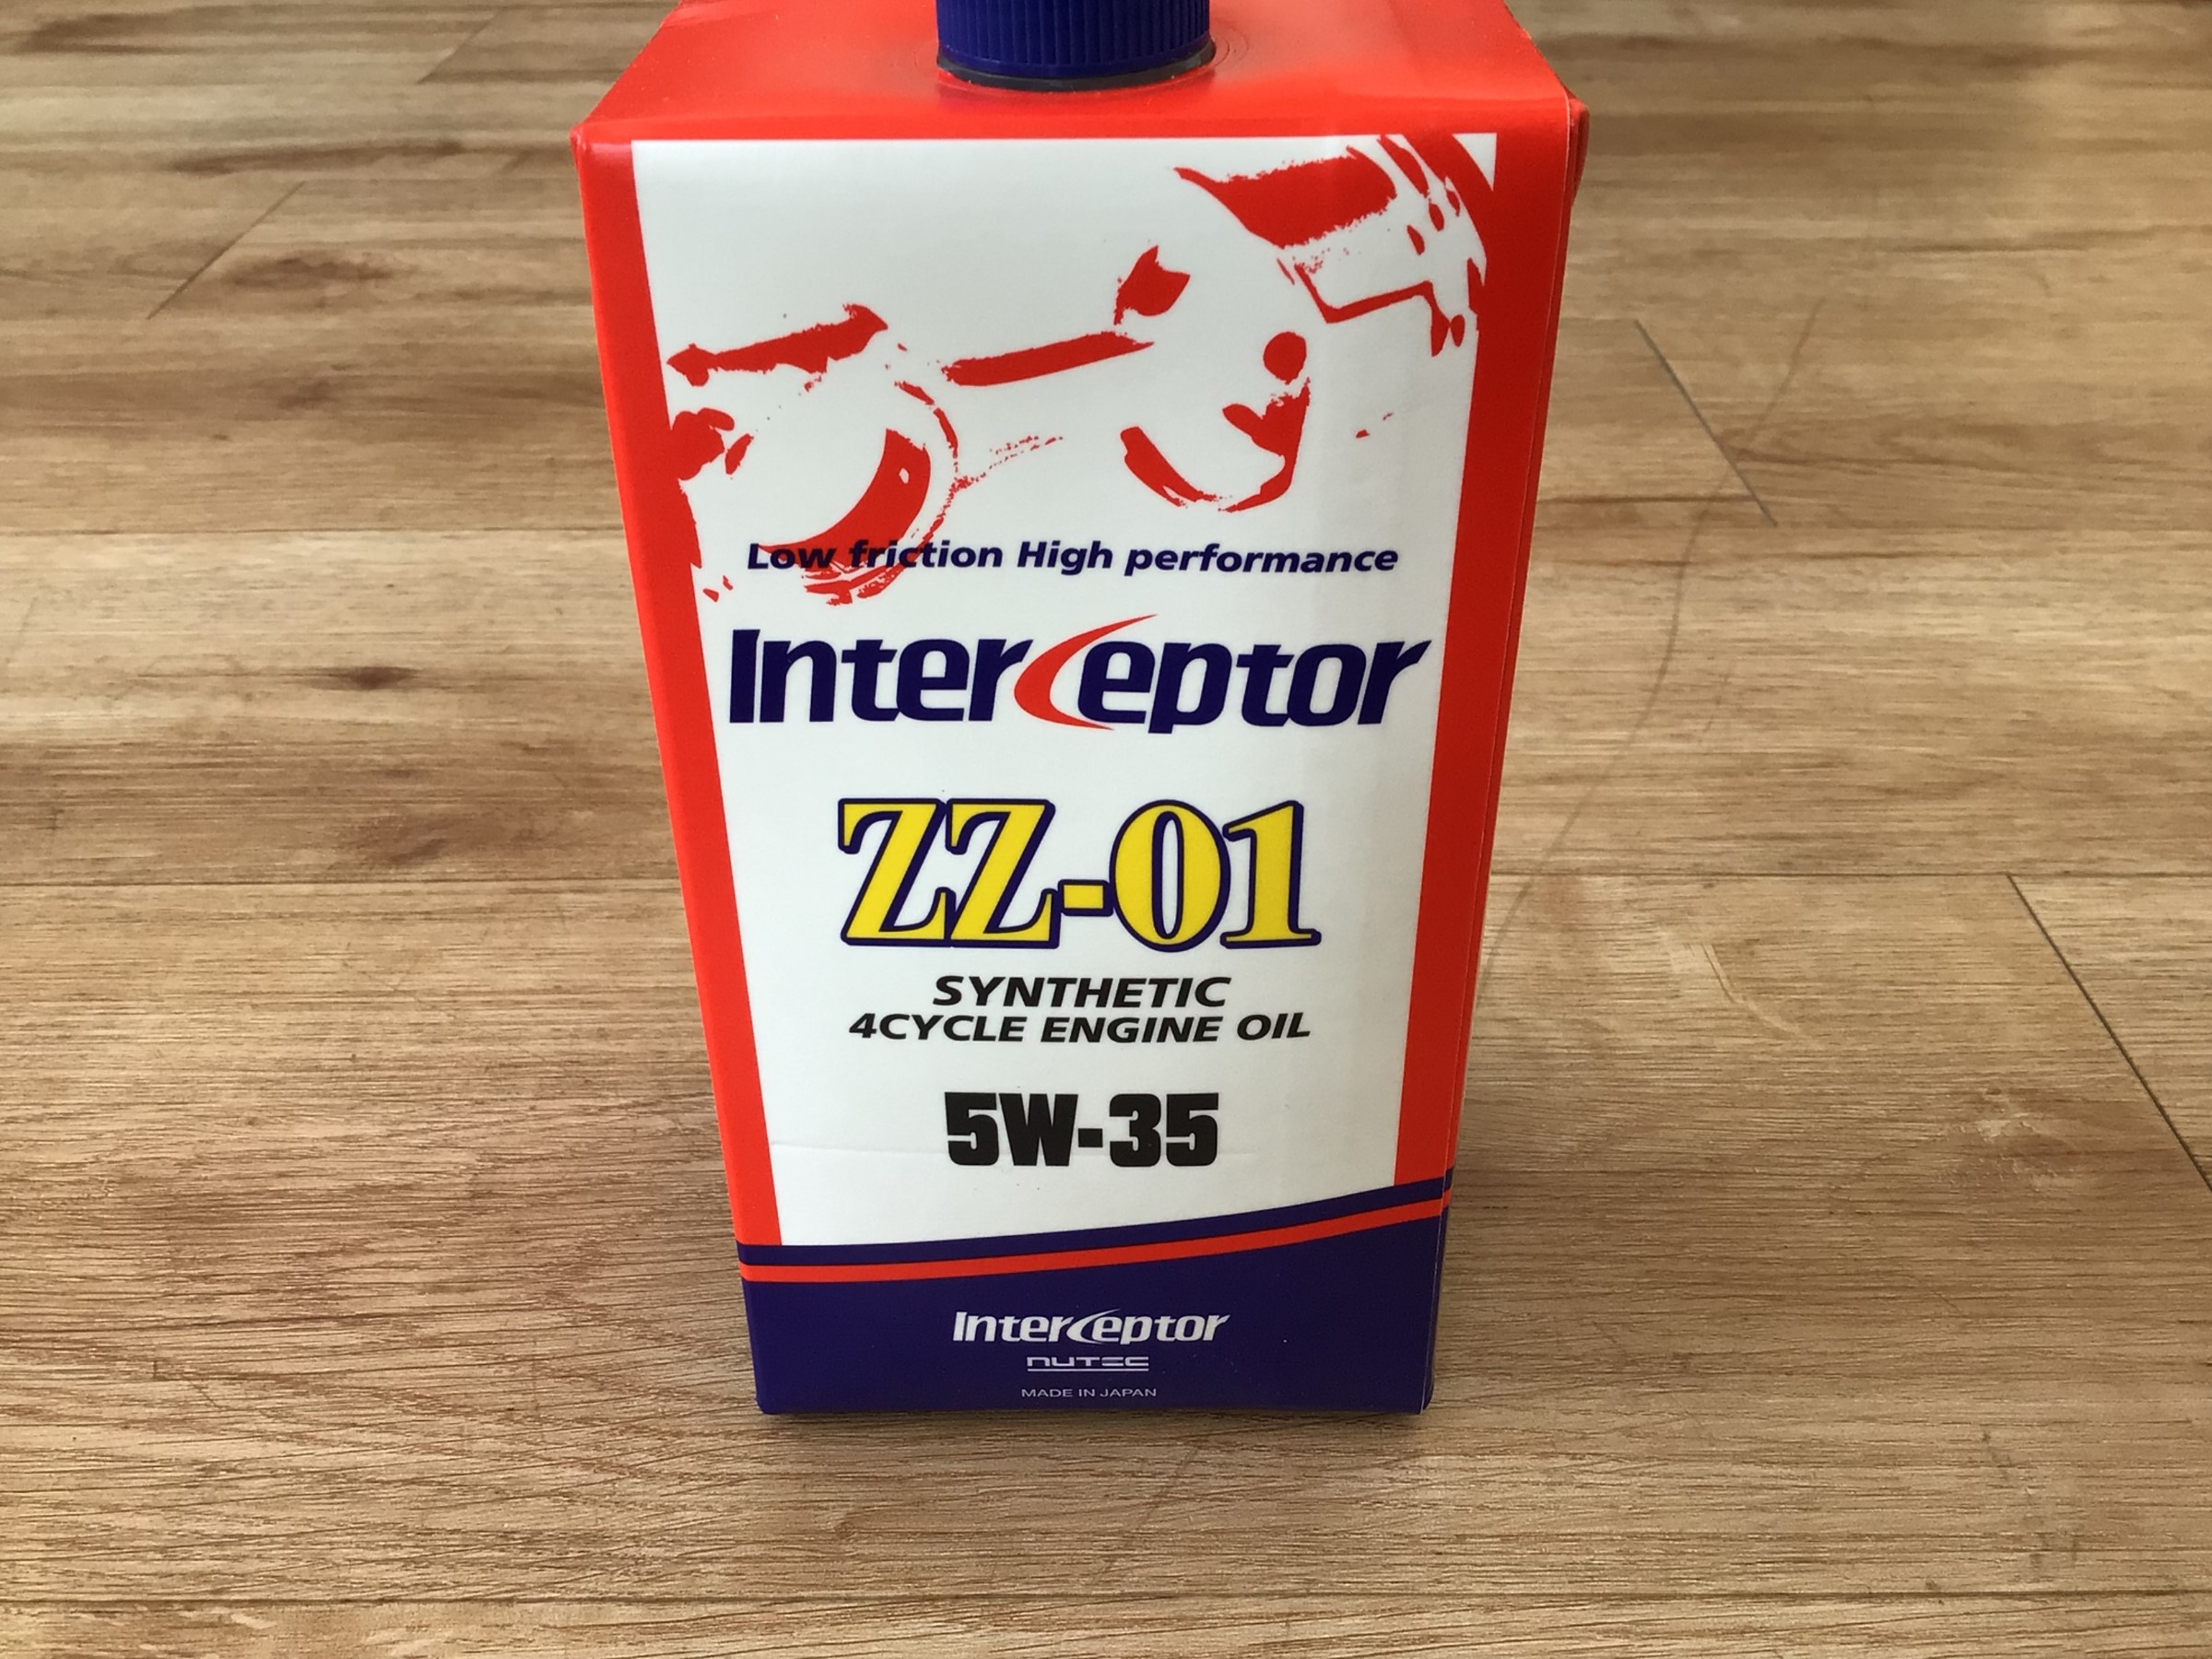 Low friction High performance
Interceptor
ZZ-01
SYNTHETIC
4CYCLE ENGINE OIL
5W-35
Interceptor
NUTEC
MADE IN JAPAN